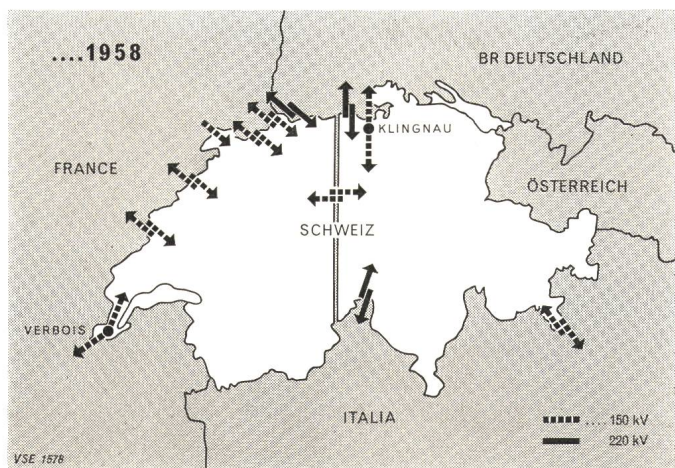 ....1958
BR DEUTSCHLAND
KLINGNAU
FRANCE
ÖSTERREICH
SCHWEIZ
VERBOIS
ITALIA
.... 150 kV
220 kV
VSE 1578